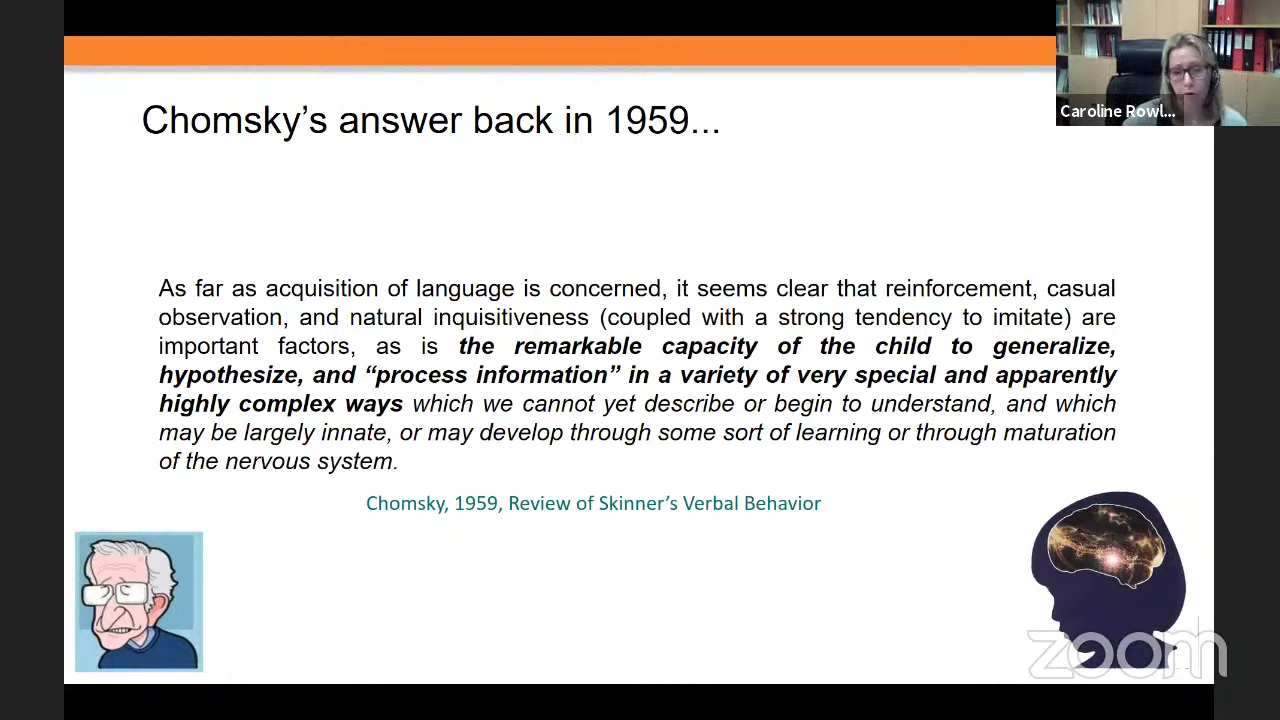 Caroline Rowl...
Chomsky’s answer back in 1959...
As far as acquisition of language is concerned, it seems clear that reinforcement, casual
observation, and natural inquisitiveness (coupled with a strong tendency to imitate) are
important factors, as is the remarkable capacity of the child to generalize,
hypothesize, and “process information” in a variety of very special and apparently
highly complex ways which we cannot yet describe or begin to understand, and which
may be largely innate, or may develop through some sort of learning or through maturation
of the nervous system.
Chomsky, 1959, Review of Skinner’s Verbal Behavior
zoom